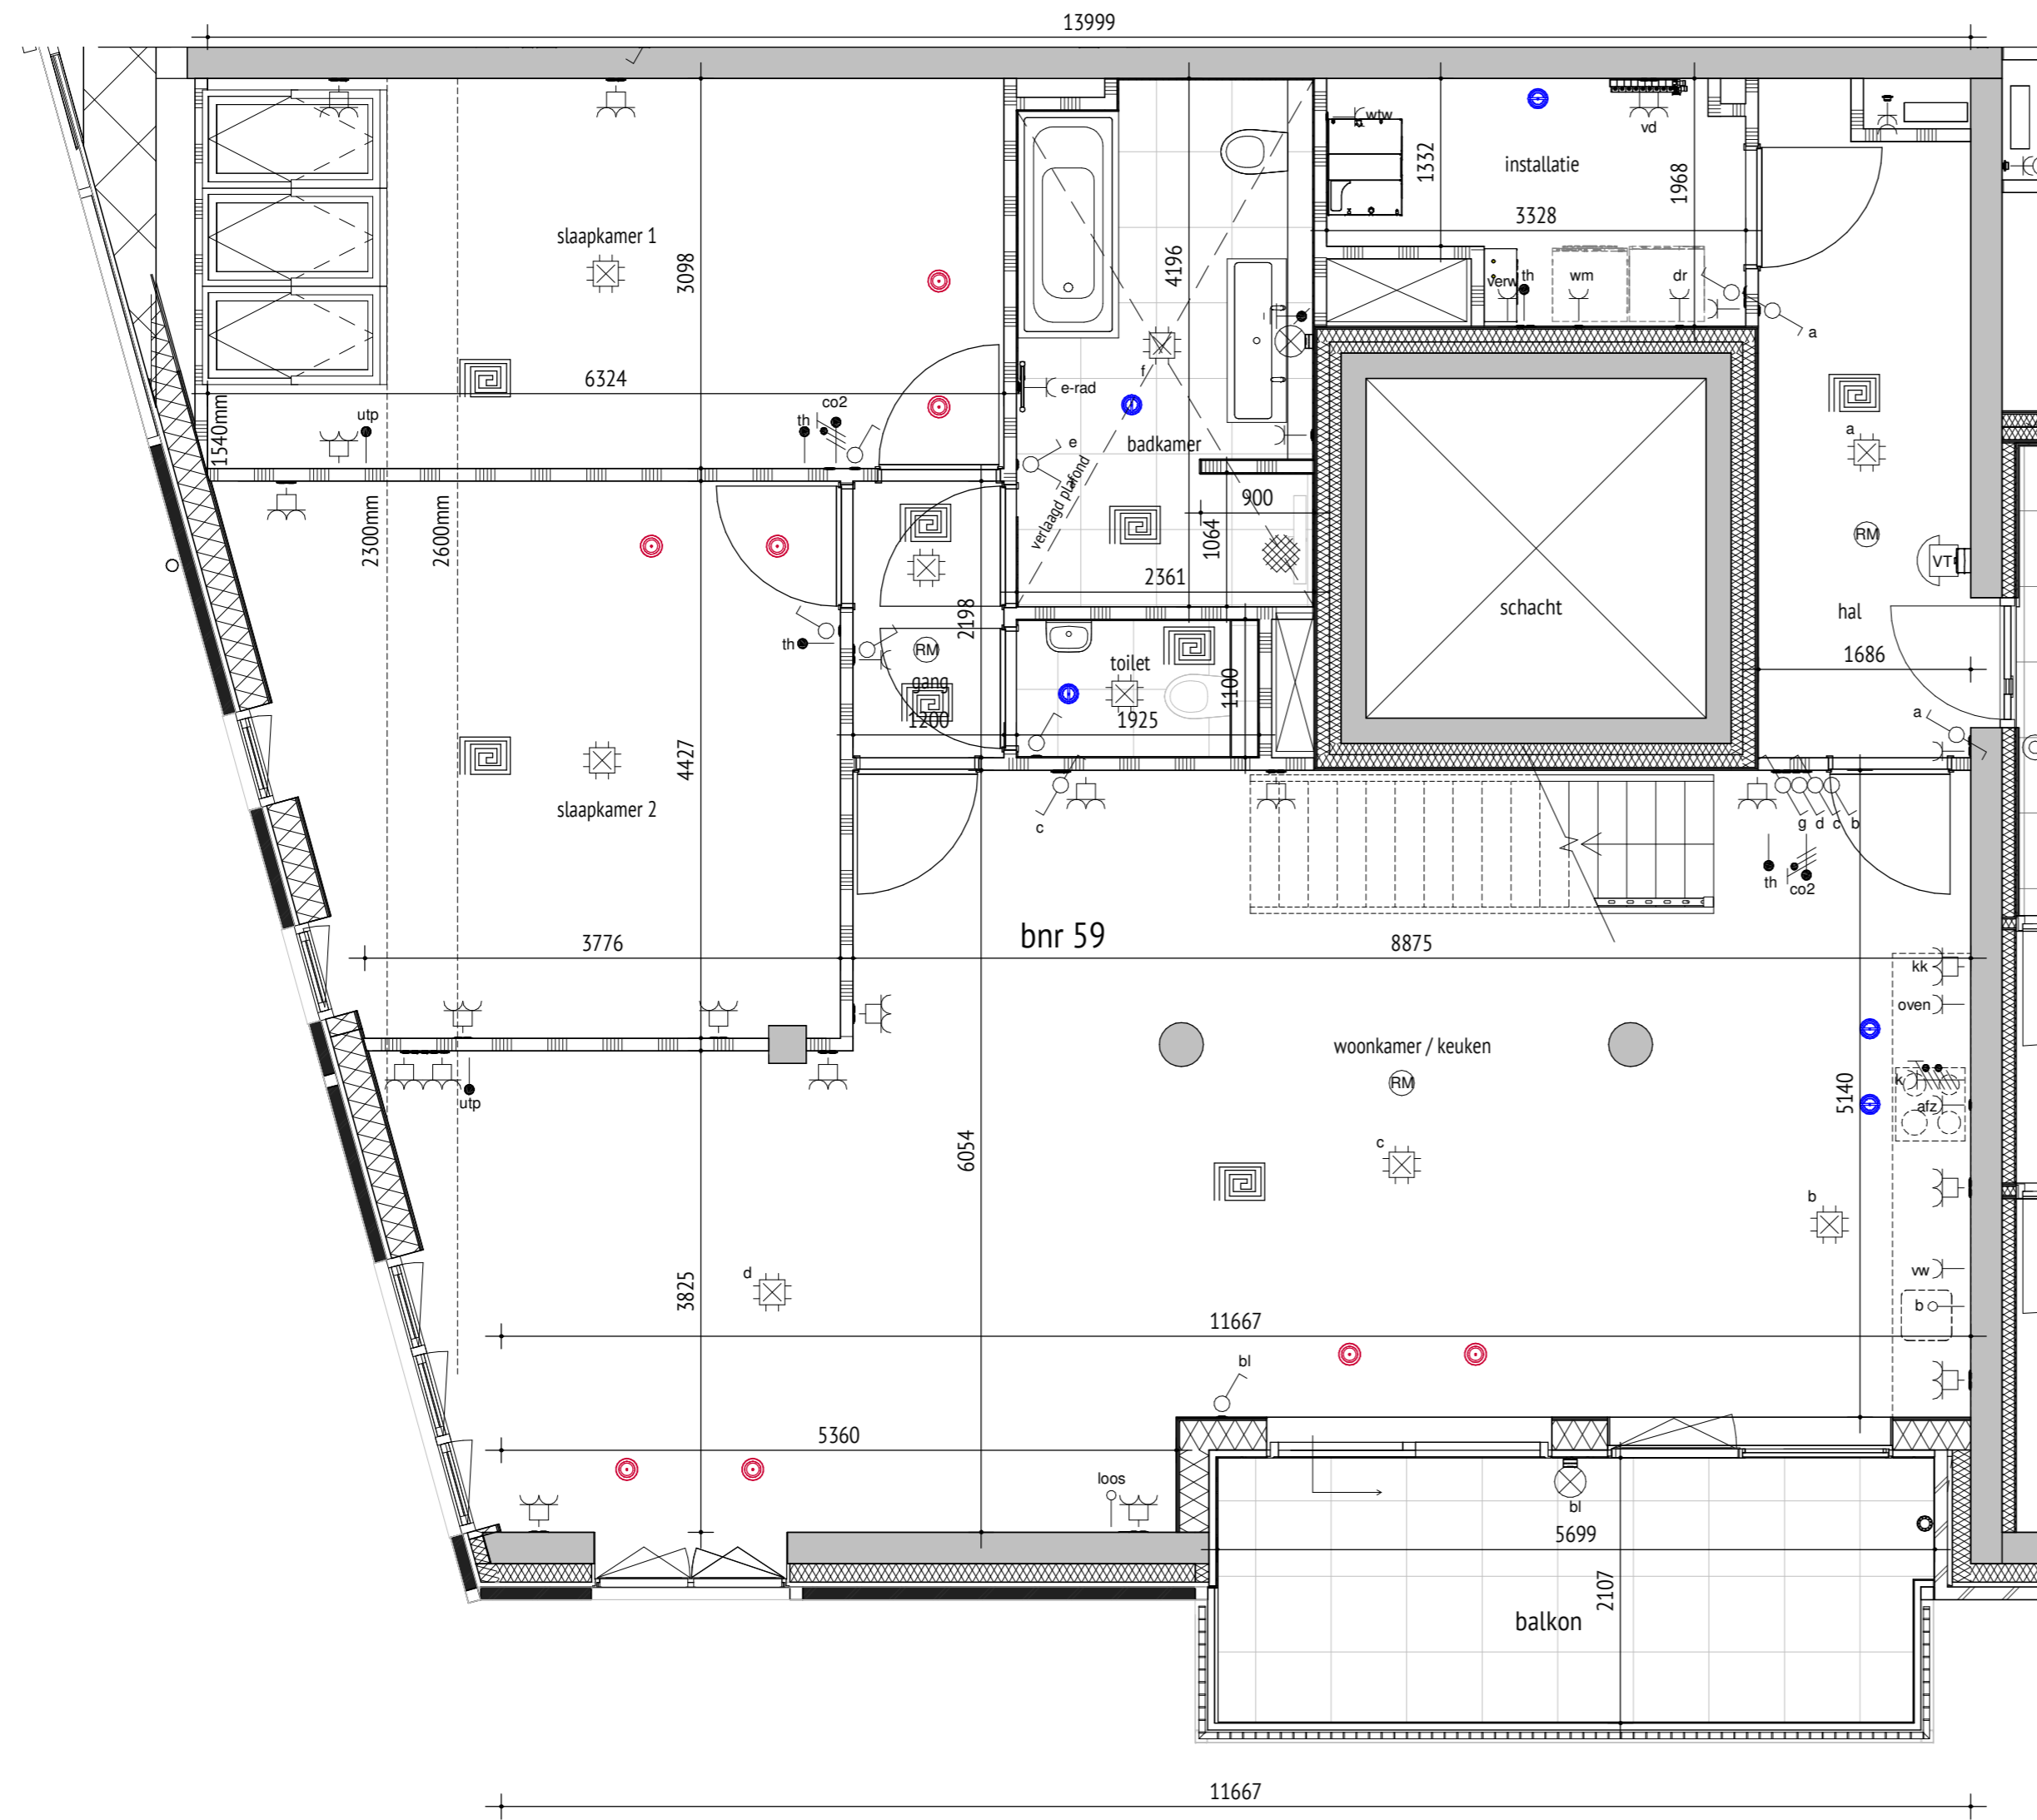 13999
wtw
vd
installatie
1332
1968
3328
slaapkamer 1
3098
4196
verw
th
wm
dr
a
6324
f
e-rad
1540mm
utp
th
co2
e
badkamer
a
verlaagd plafond
900
1064
2300mm
2600mm
RM
VT
2361
schacht
hal
2198
th
RM
toilet
1686
gang
1100
1200
1925
a
4427
slaapkamer 2
c
g
d
c
b
th
co2
bnr 59
3776
8875
kk
oven
woonkamer / keuken
RM
k
afz
5140
utp
c
6054
b
d
3825
vw
b
11667
bl
5360
loos
bl
5699
2107
balkon
11667